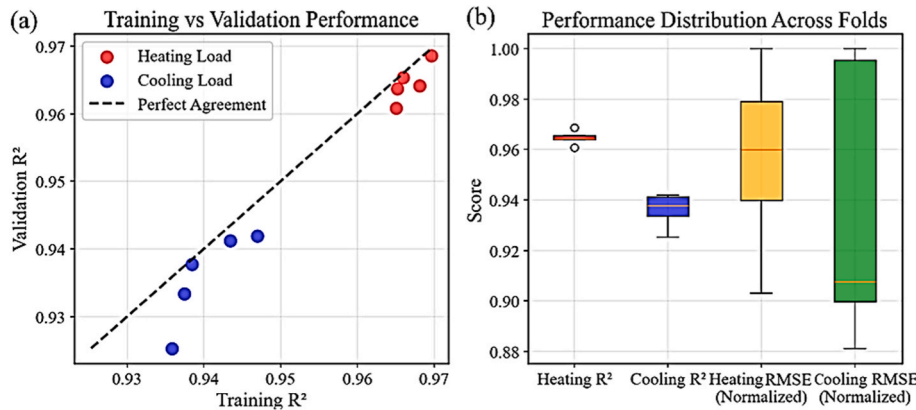 (a)
Training vs Validation Performance
0.97
0.96
0.95
0.94
0.93
Validation R²
Heating Load
Cooling Load
Perfect Agreement
0.93 0.94 0.95 0.96 0.97
Training R²
(b)
Performance Distribution Across Folds
1.00
0.98
0.96
0.94
0.92
0.90
0.88
Score
Heating R²
Cooling R²
Heating RMSE
(Normalized)
Cooling RMSE
(Normalized)